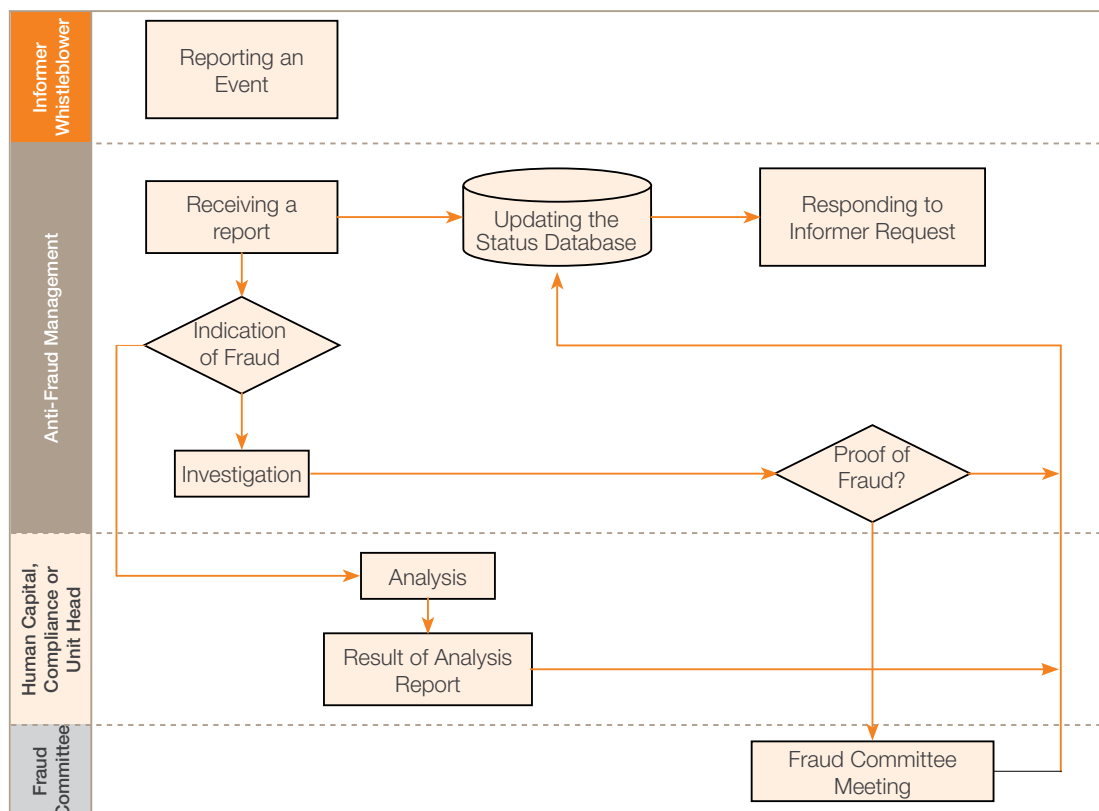 Informer
Whistleblower
Reporting an
Event
Anti-Fraud Management
Receiving a
report
Updating the
Status Database
Responding to
Informer Request
Indication
of Fraud
Investigation
Proof of
Fraud?
Human Capital,
Compliance or
Unit Head
Analysis
Result of Analysis
Report
Fraud
Committee
Fraud Committee
Meeting